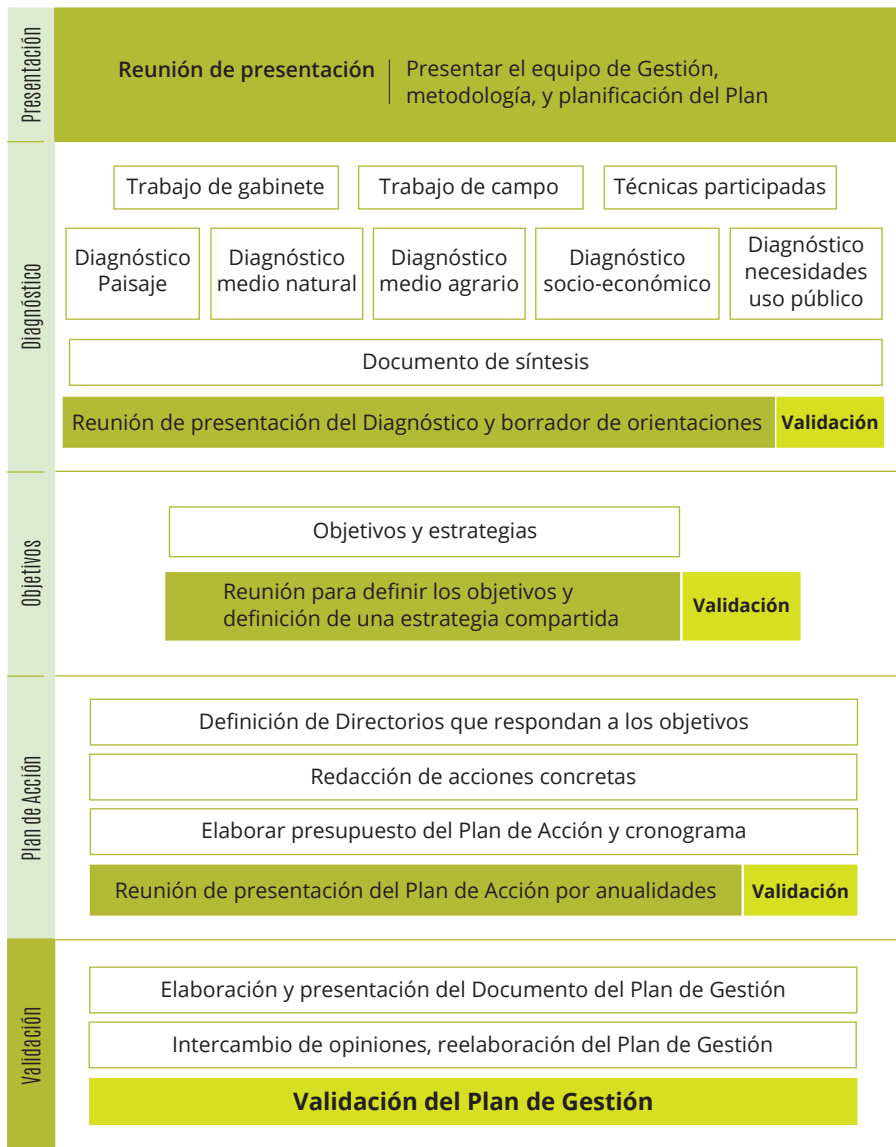 Presentación
Reunión de presentación
Presentar el equipo de Gestión,
metodología, y planificación del Plan
Diagnóstico
Trabajo de gabinete
Trabajo de campo
Técnicas participadas
Diagnóstico
Paisaje
Diagnóstico
medio natural
Diagnóstico
medio agrario
Diagnóstico
socio-económico
Diagnóstico
necesidades
uso público
Documento de síntesis
Reunión de presentación del Diagnóstico y borrador de orientaciones
Validación
Objetivos
Objetivos y estrategias
Reunión para definir los objetivos y
definición de una estrategia compartida
Validación
Plan de Acción
Definición de Directorios que respondan a los objetivos
Redacción de acciones concretas
Elaborar presupuesto del Plan de Acción y cronograma
Reunión de presentación del Plan de Acción por anualidades
Validación
Validación
Elaboración y presentación del Documento del Plan de Gestión
Intercambio de opiniones, reelaboración del Plan de Gestión
Validación del Plan de Gestión